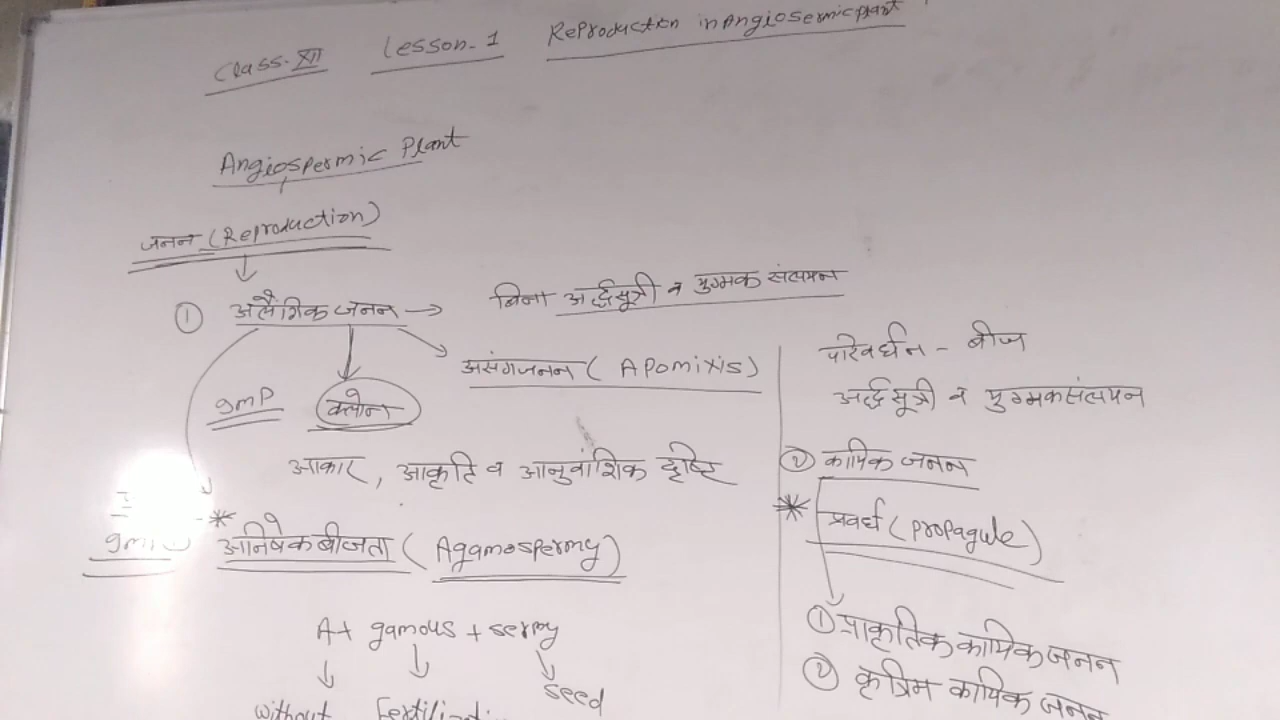 Class-XII Lesson-1 Reproduction in Angiosermic plant
Angiospermic Plant
जनन (Reproduction)
① अलैंगिक जनन → बिना अर्द्धसूत्री व युग्मक संलयन
असंगजनन (Apomixis)
gmp क्लोन
आकार, आकृति व आनुवांशिक दृष्टि
* अनिषेकबीजता (Agamospermy)
A+ gamous + sermy
↓ ↓ ↓
without Seed
परिवर्धन - बीज
अर्द्धसूत्री व युग्मकसंलयन
② कायिक जनन
* प्रवर्ध (Propagule)
① प्राकृतिक कायिक जनन
② कृत्रिम कायिक जनन